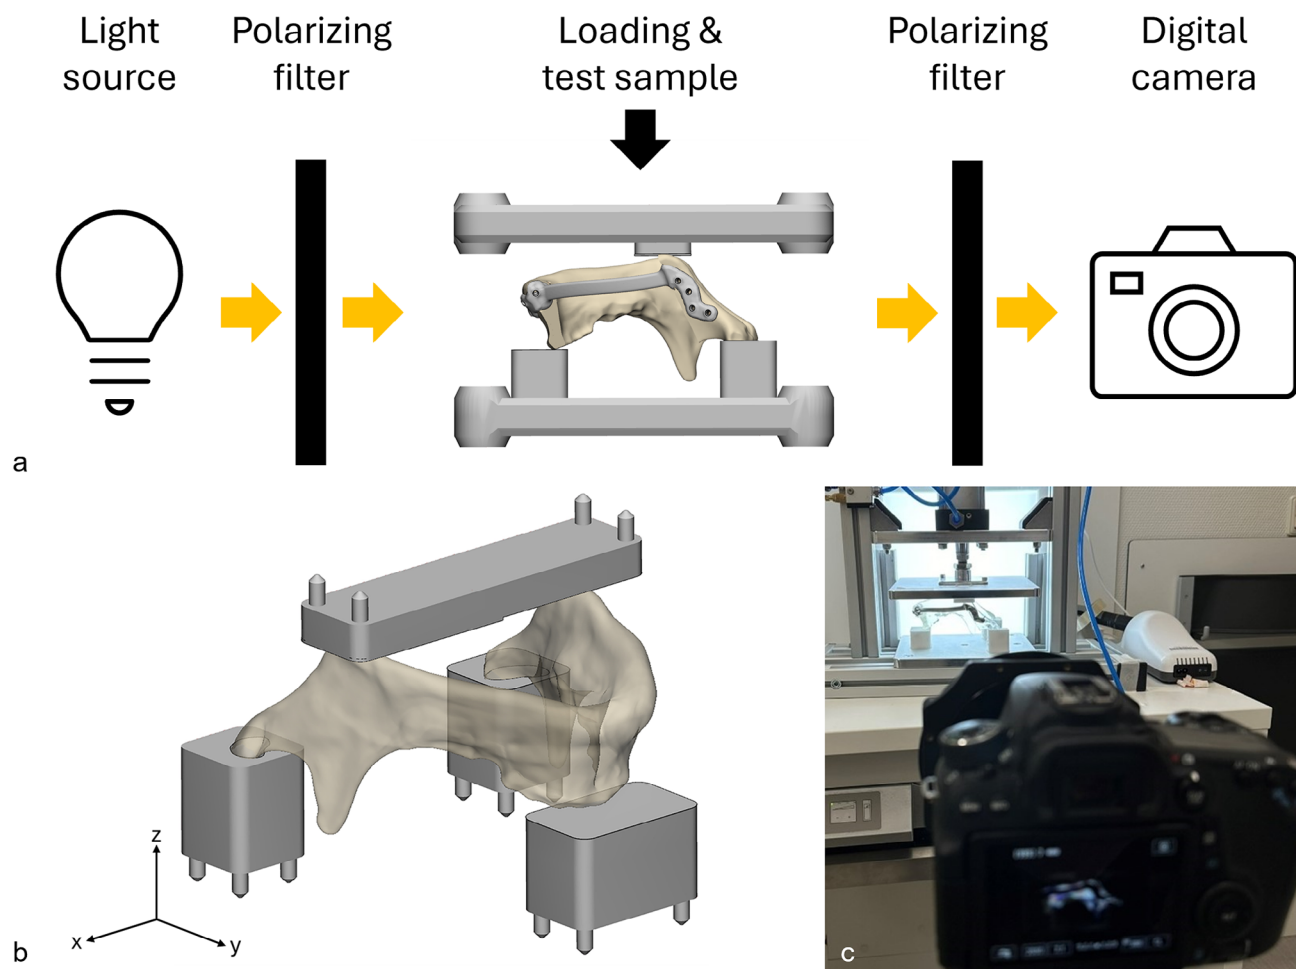 Light
source
Polarizing
filter
Loading &
test sample
Polarizing
filter
Digital
camera
a
z
x
y
b
c